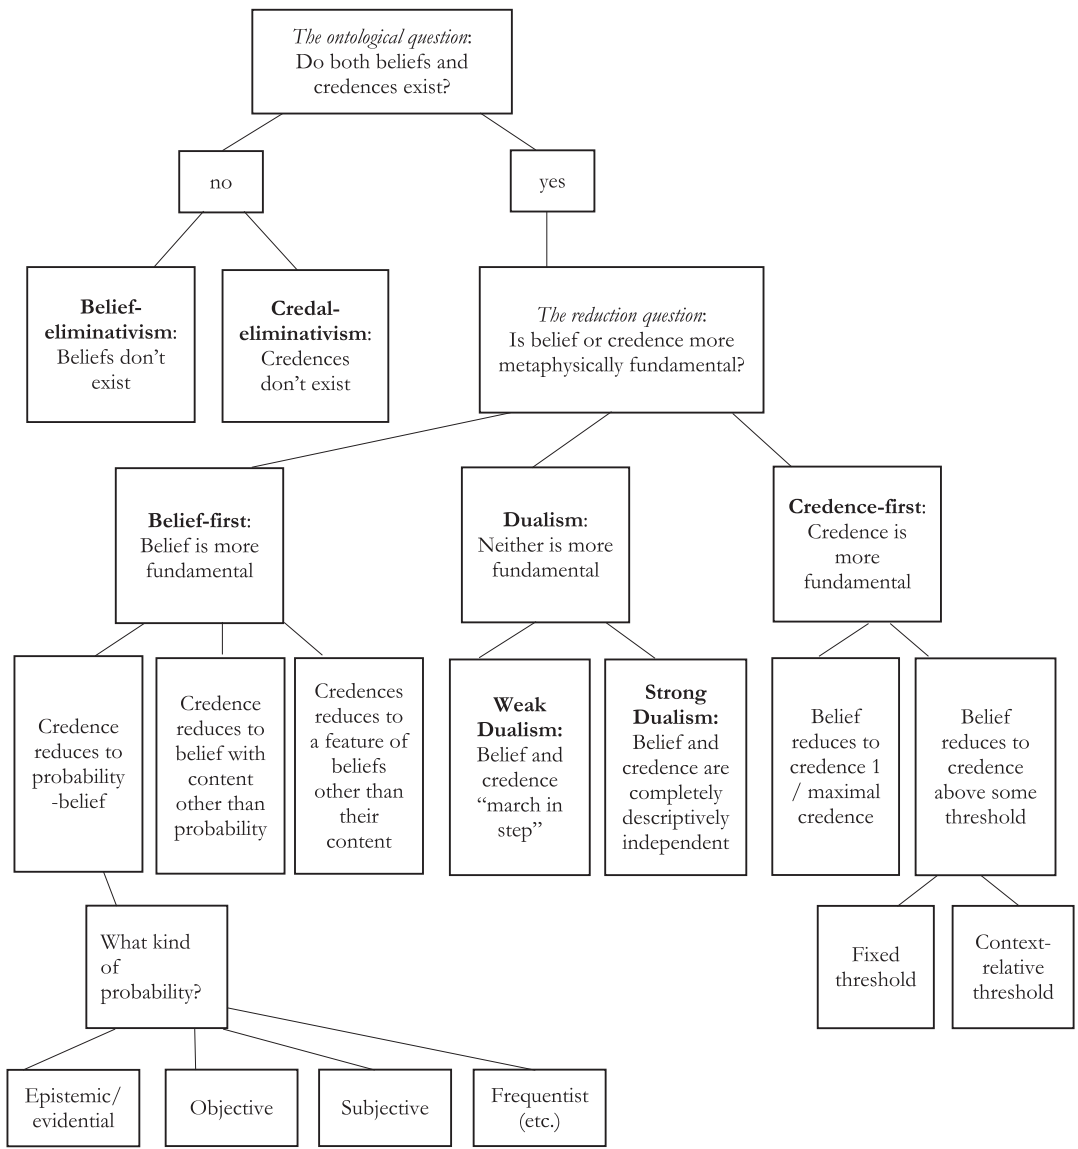 The ontological question:
Do both beliefs and
credences exist?
no
yes
Belief-
eliminativism:
Beliefs don’t
exist
Credal-
eliminativism:
Credences
don’t exist
The reduction question:
Is belief or credence more
metaphysically fundamental?
Belief-first:
Belief is more
fundamental
Dualism:
Neither is more
fundamental
Credence-first:
Credence is
more
fundamental
Credence
reduces to
probability
-belief
Credence
reduces to
belief with
content
other than
probability
Credences
reduces to
a feature of
beliefs
other than
their
content
Weak
Dualism:
Belief and
credence
“march in
step”
Strong
Dualism:
Belief and
credence are
completely
descriptively
independent
Belief
reduces to
credence 1
/ maximal
credence
Belief
reduces to
credence
above some
threshold
What kind
of
probability?
Fixed
threshold
Context-
relative
threshold
Epistemic/
evidential
Objective
Subjective
Frequentist
(etc.)